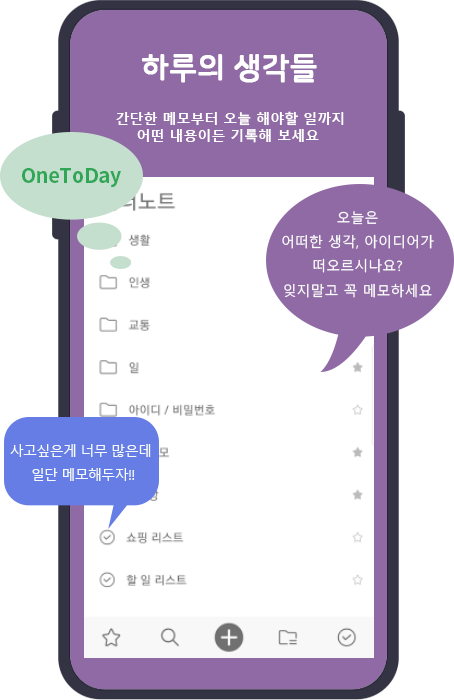 하루의 생각들
간단한 메모부터 오늘 해야할 일까지
어떤 내용이든 기록해 보세요
OneToDay
노트
생활
오늘은
어떠한 생각, 아이디어가
떠오르시나요?
잊지말고 꼭 메모하세요
인생
교통
일
아이디 / 비밀번호
사고싶은게 너무 많은데
일단 메모해두자!!
모
쇼핑 리스트
할 일 리스트